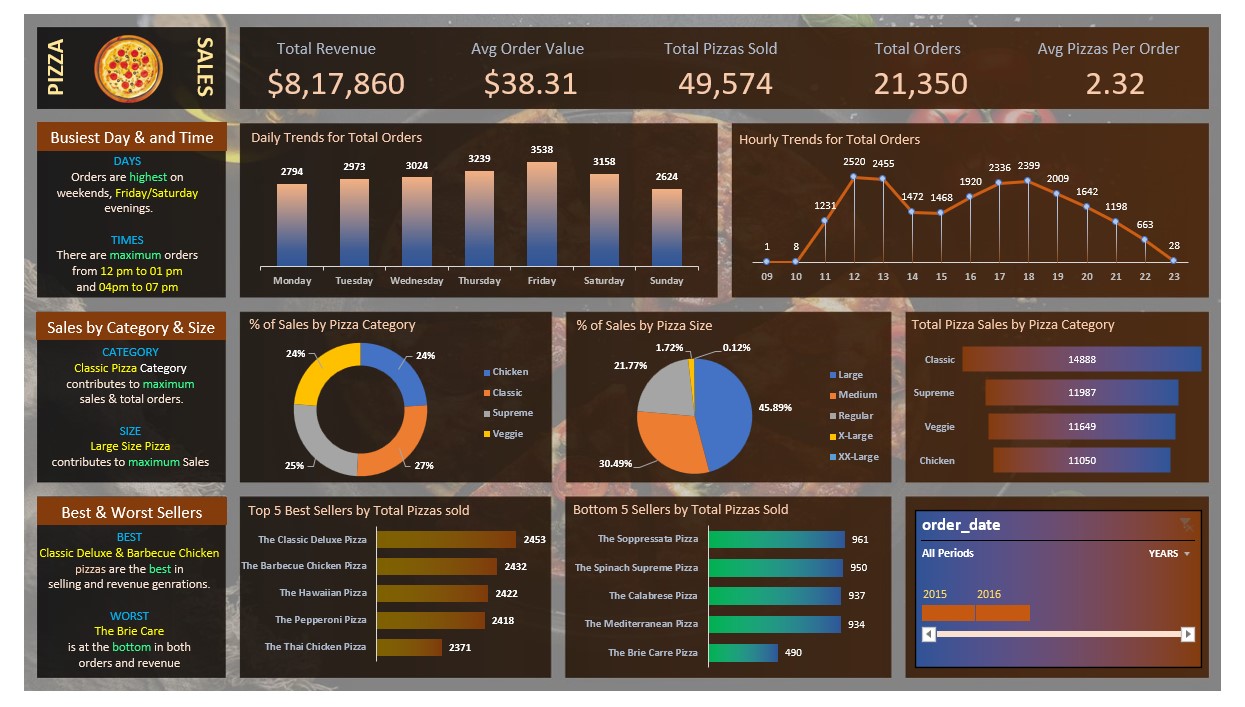 PIZZA
SALES
Total Revenue
$8,17,860
Avg Order Value
$38.31
Total Pizzas Sold
49,574
Total Orders
21,350
Avg Pizzas Per Order
2.32
Busiest Day & and Time
DAYS
Orders are highest on
weekends, Friday/Saturday
evenings.
TIMES
There are maximum orders
from 12 pm to 01 pm
and 04pm to 07 pm
Daily Trends for Total Orders
2794
2973
3024
3239
3538
3158
2624
Monday
Tuesday
Wednesday
Thursday
Friday
Saturday
Sunday
Hourly Trends for Total Orders
1
8
1231
2520
2455
1472
1468
1920
2336
2399
2009
1642
1198
663
28
09
10
11
12
13
14
15
16
17
18
19
20
21
22
23
Sales by Category & Size
CATEGORY
Classic Pizza Category
contributes to maximum
sales & total orders.
SIZE
Large Size Pizza
contributes to maximum Sales
% of Sales by Pizza Category
24%
24%
25%
27%
Chicken
Classic
Supreme
Veggie
% of Sales by Pizza Size
1.72%
0.12%
21.77%
45.89%
30.49%
Large
Medium
Regular
X-Large
XX-Large
Total Pizza Sales by Pizza Category
Classic 14888
Supreme 11987
Veggie 11649
Chicken 11050
Best & Worst Sellers
BEST
Classic Deluxe & Barbecue Chicken
pizzas are the best in
selling and revenue genrations.
WORST
The Brie Care
is at the bottom in both
orders and revenue
Top 5 Best Sellers by Total Pizzas sold
The Classic Deluxe Pizza 2453
The Barbecue Chicken Pizza 2432
The Hawaiian Pizza 2422
The Pepperoni Pizza 2418
The Thai Chicken Pizza 2371
Bottom 5 Sellers by Total Pizzas Sold
The Soppressata Pizza 961
The Spinach Supreme Pizza 950
The Calabrese Pizza 937
The Mediterranean Pizza 934
The Brie Carre Pizza 490
order_date
All Periods
YEARS
2015
2016